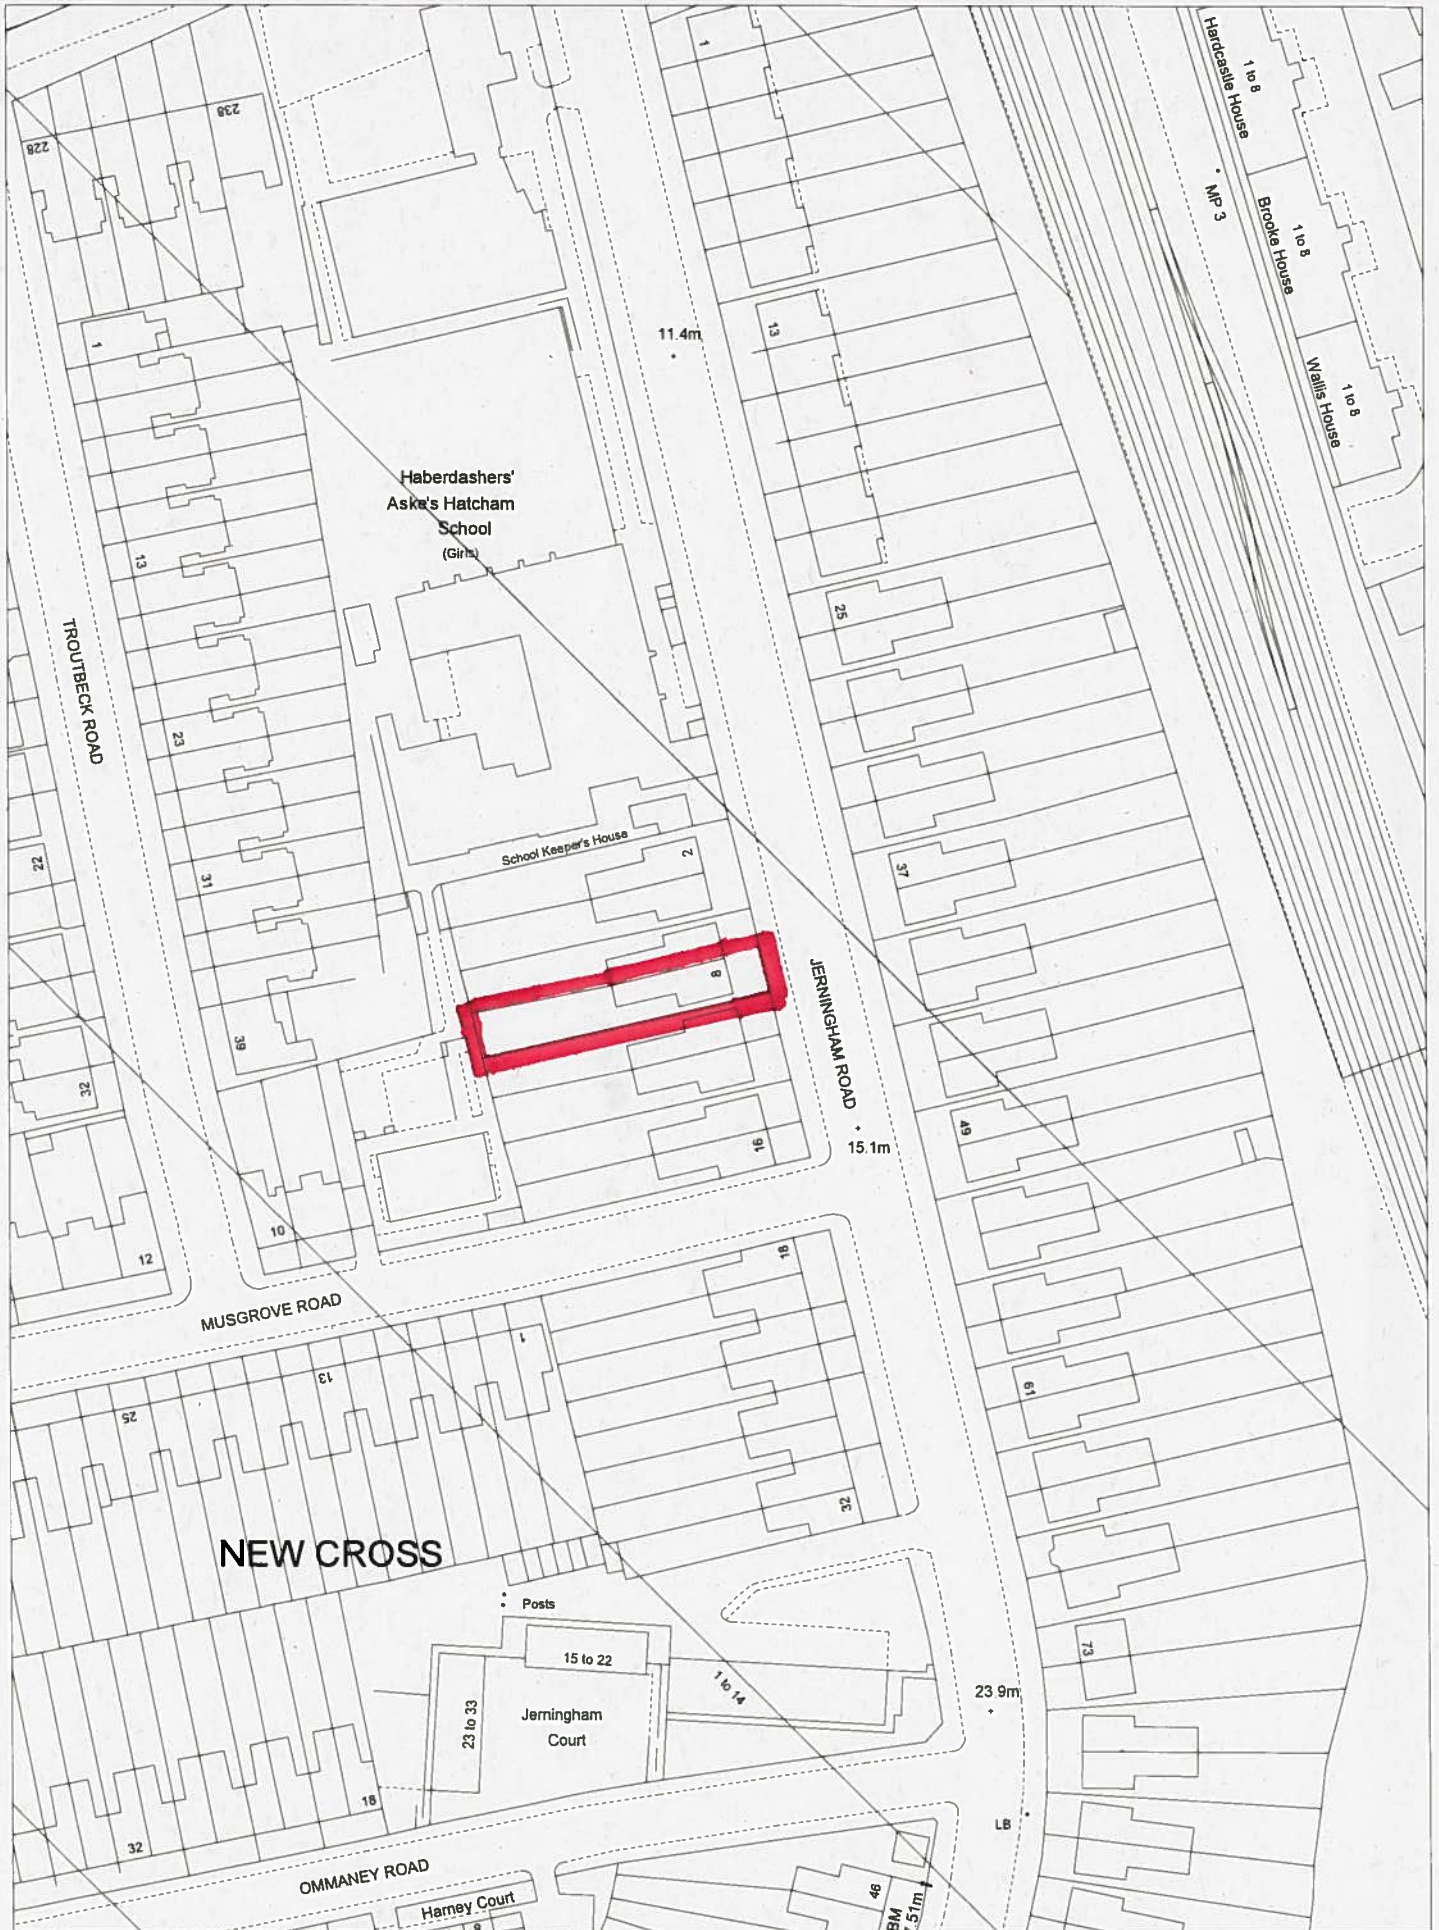 1
Hardcastle House
1 to 8
238
228
MP 3
Brooke House
1 to 8
13
11.4m
1
Wallis House
1 to 8
Haberdashers'
Aske's Hatcham
School
(Girls)
13
25
TROUTBECK ROAD
23
School Keeper's House
2
22
37
31
8
JERNINGHAM ROAD
39
32
49
16
15.1m
10
12
18
MUSGROVE ROAD
1
13
61
25
32
NEW CROSS
Posts
73
15 to 22
1 to 14
23.9m
23 to 33
Jerningham
Court
18
LB
32
OMMANEY ROAD
46
Harney Court
BM
.51m